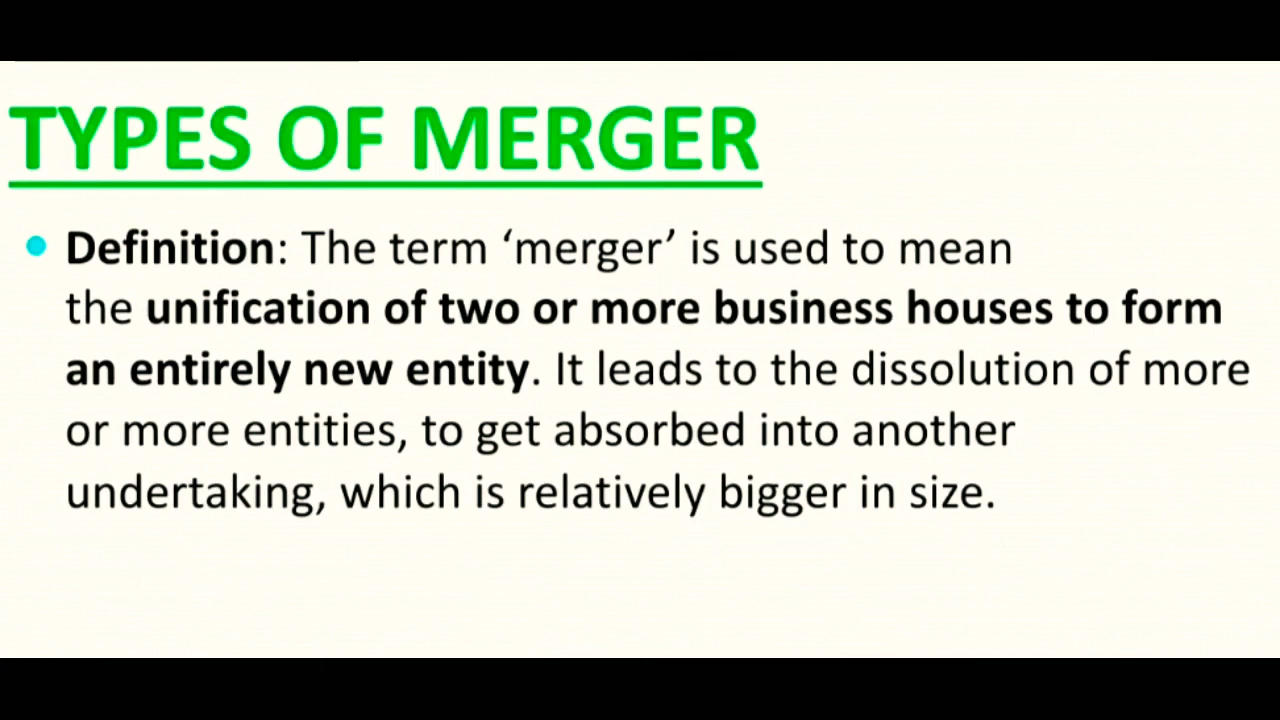 TYPES OF MERGER
Definition: The term ‘merger’ is used to mean
the unification of two or more business houses to form
an entirely new entity. It leads to the dissolution of more
or more entities, to get absorbed into another
undertaking, which is relatively bigger in size.